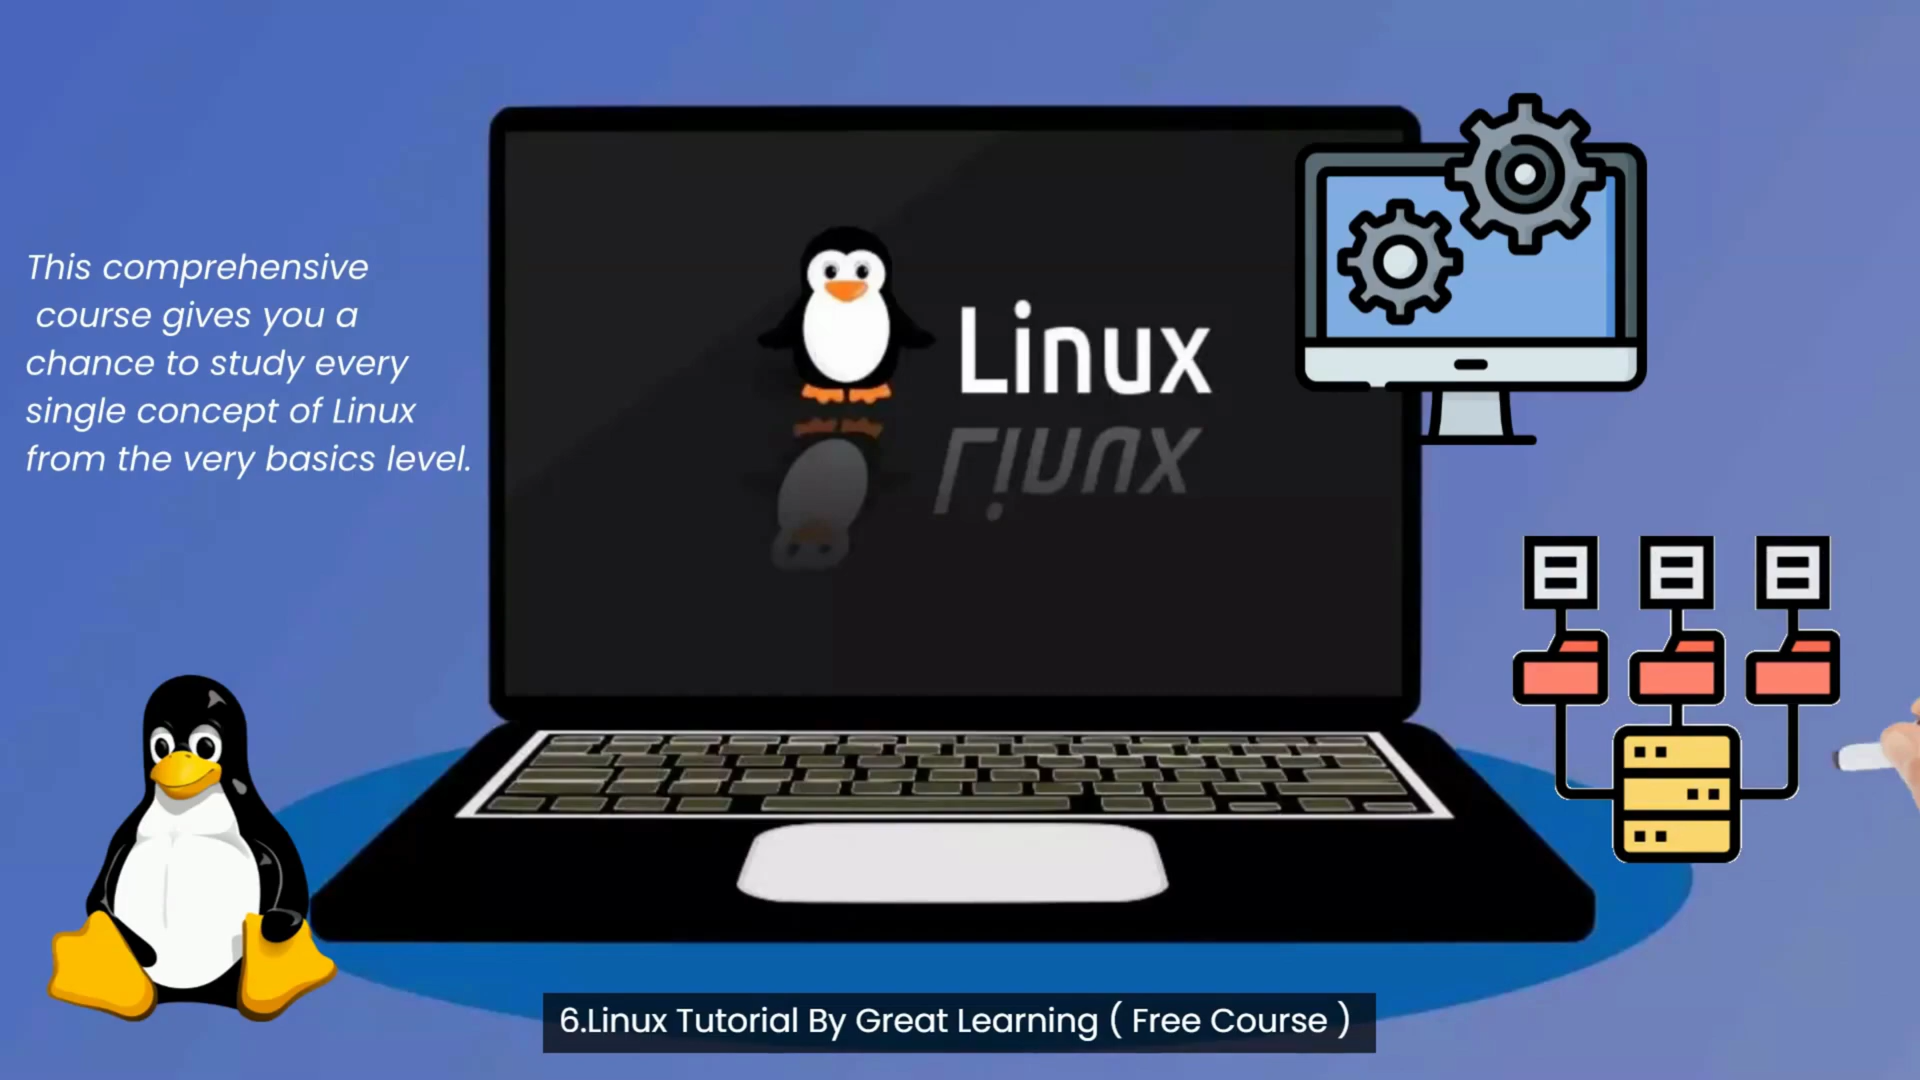 This comprehensive
course gives you a
chance to study every
single concept of Linux
from the very basics level.
Linux
Linux
6.Linux Tutorial By Great Learning ( Free Course )